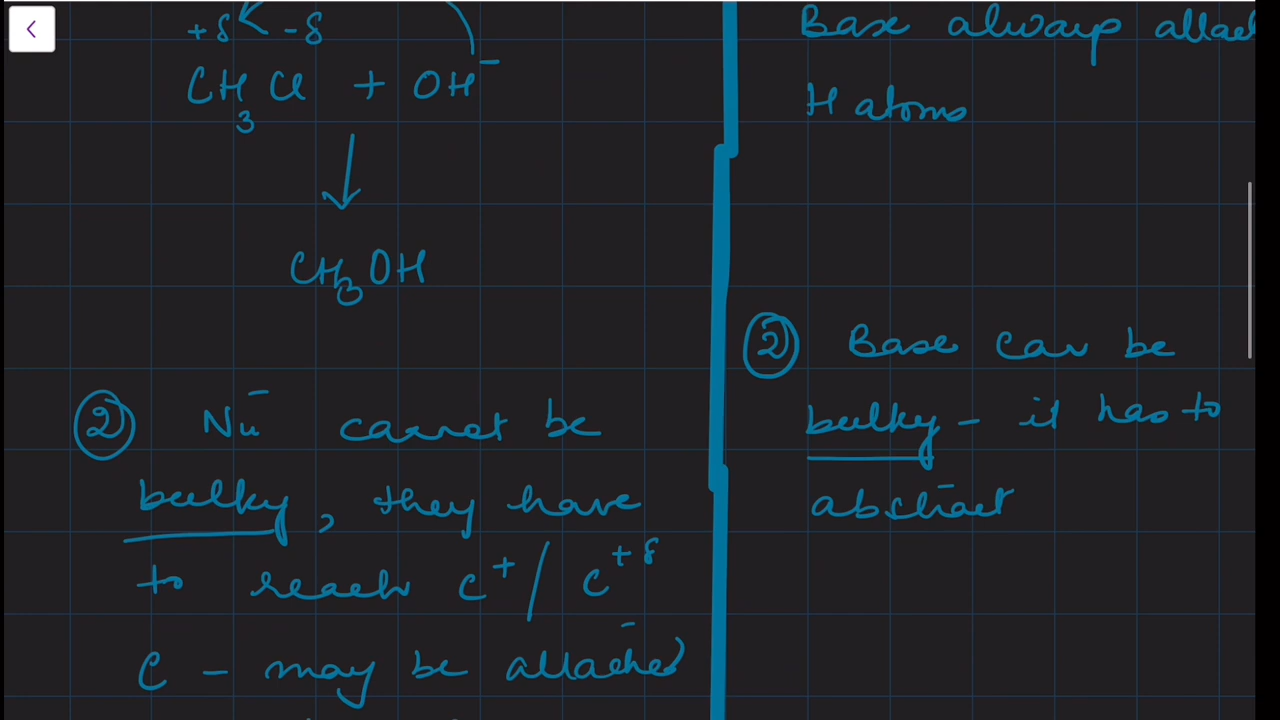 +δ -δ
CH3Cl + OH-
CH3OH
② Nu- cannot be
bulky, they have
to reach C+/C+δ
C - may be attached
Base always attach
H atoms
② Base can be
bulky - it has to
abstract